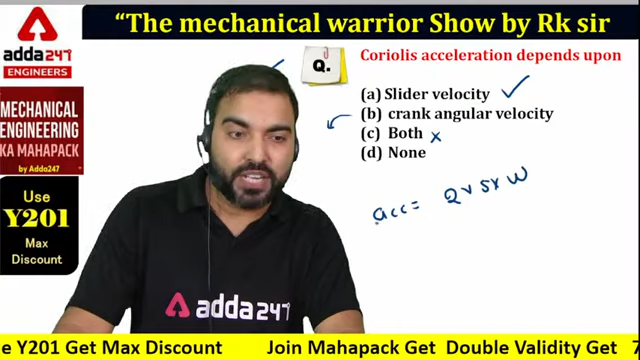 “The mechanical warrior Show by Rk sir
adda247
ENGINEERS
Q.
Coriolis acceleration depends upon
(a) Slider velocity
(b) crank angular velocity
(c) Both
(d) None
MECHANICAL
ENGINEERING
KA MAHAPACK
by Adda247
Use
Y201
Max
Discount
acc = 2 x s x w
adda247
e Y201 Get Max Discount Join Mahapack Get Double Validity Get 7